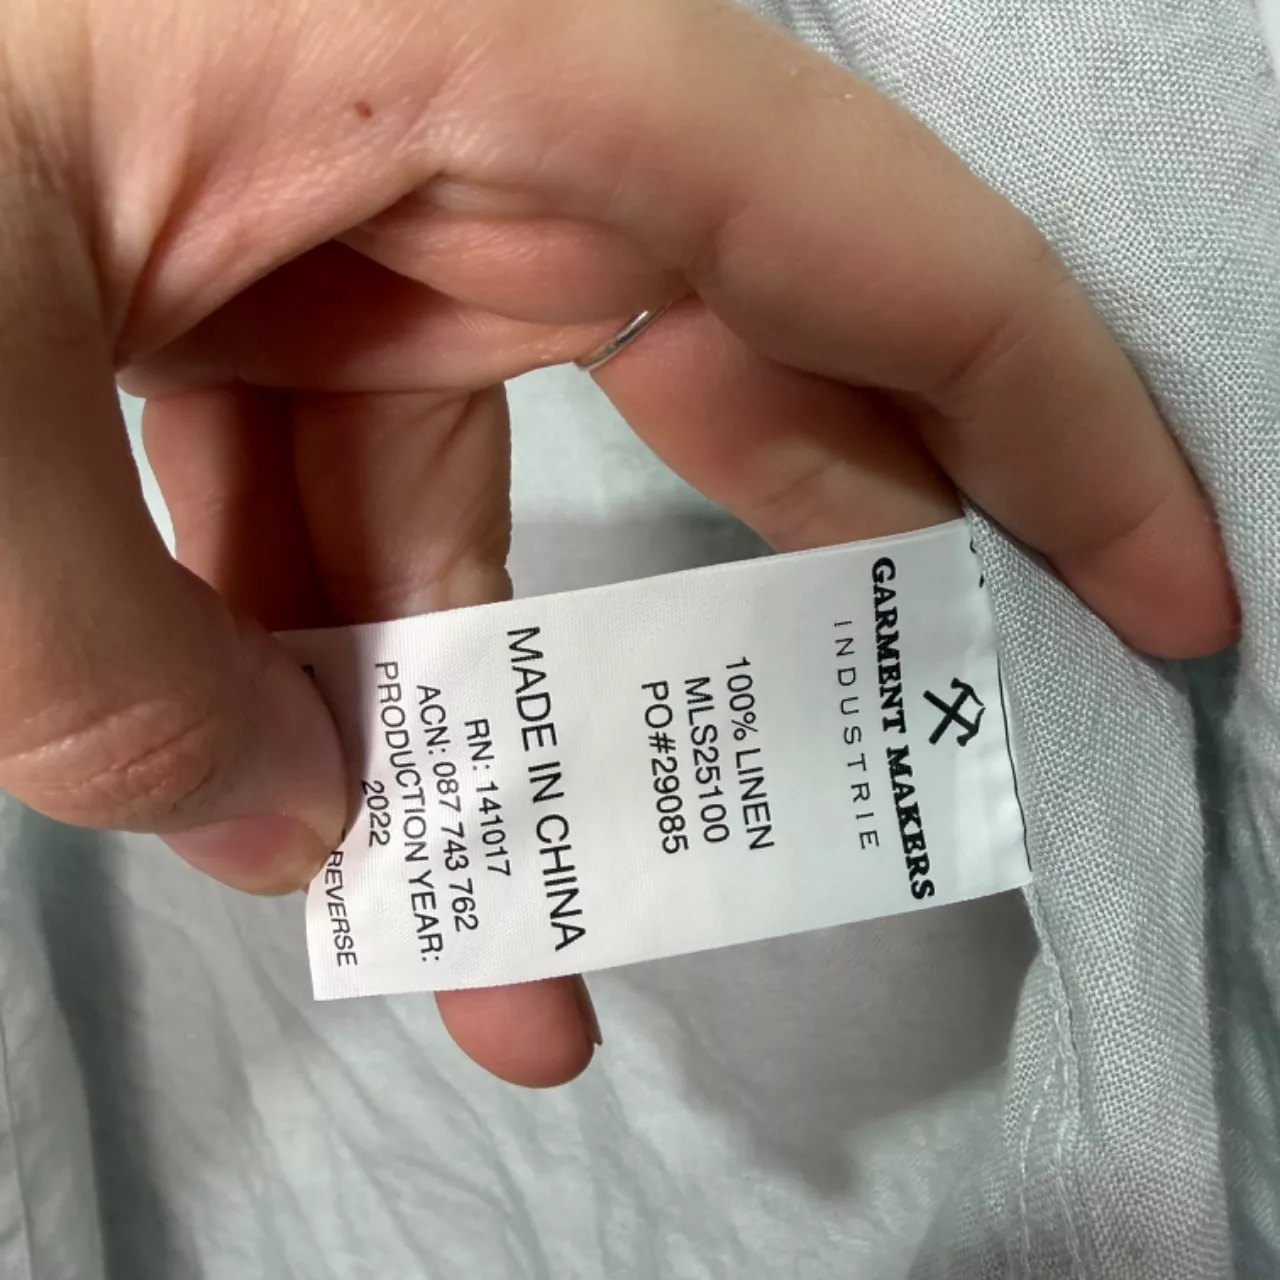 GARMENT MAKERS
INDUSTRIE
100% LINEN
MLS25100
PO#29085
MADE IN CHINA
RN: 141017
ACN: 087 743 762
PRODUCTION YEAR:
2022
REVERSE